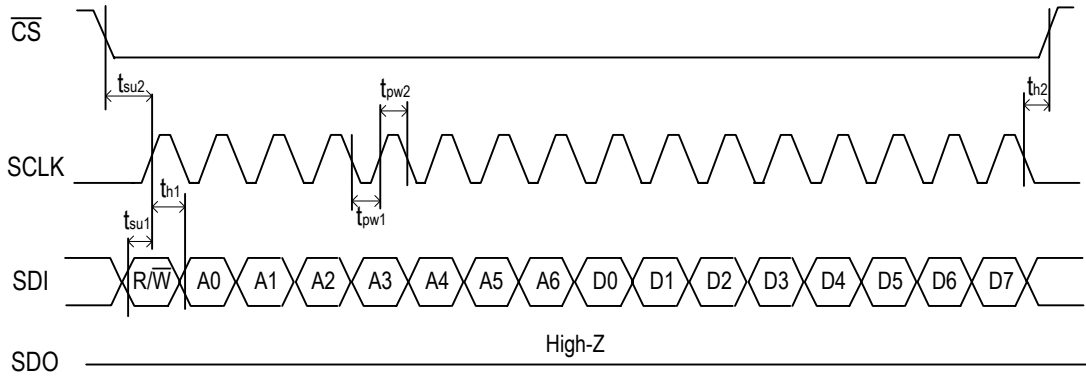 CS
tsu2
tpw2
th2
SCLK
th1
tpw1
tsu1
SDI
R/W A0 A1 A2 A3 A4 A5 A6 D0 D1 D2 D3 D4 D5 D6 D7
High-Z
SDO